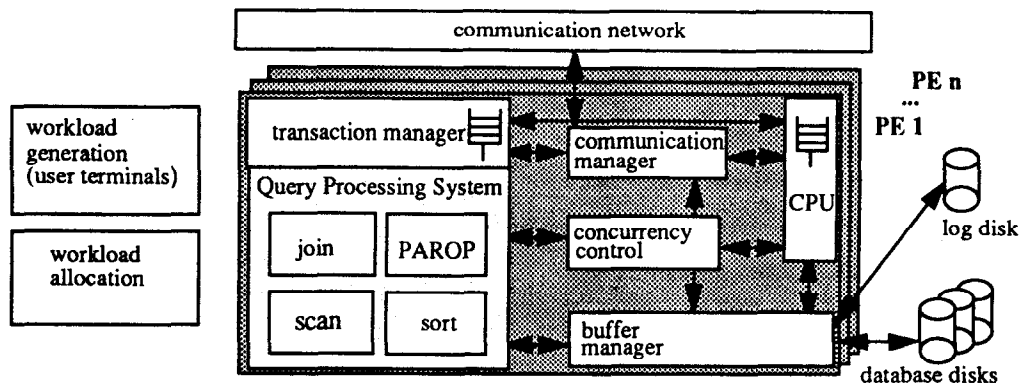 communication network
PE n
...
PE 1
workload
generation
(user terminals)
transaction manager
communication
manager
CPU
Query Processing System
join
PAROP
concurrency
control
log disk
workload
allocation
scan
sort
buffer
manager
database disks